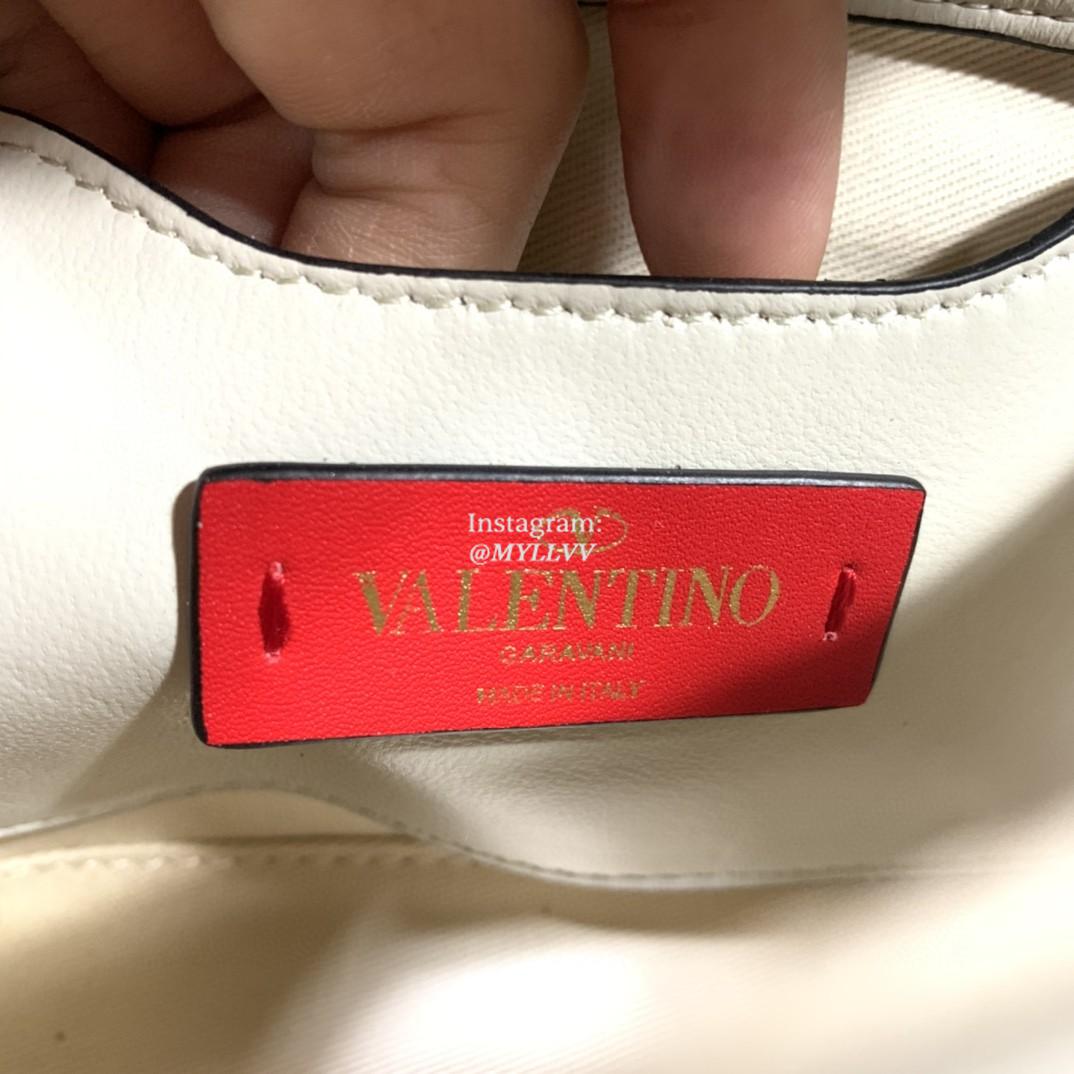 Instagram:
@MYLLVV
VALENTINO
GARAVANI
MADE IN ITALY